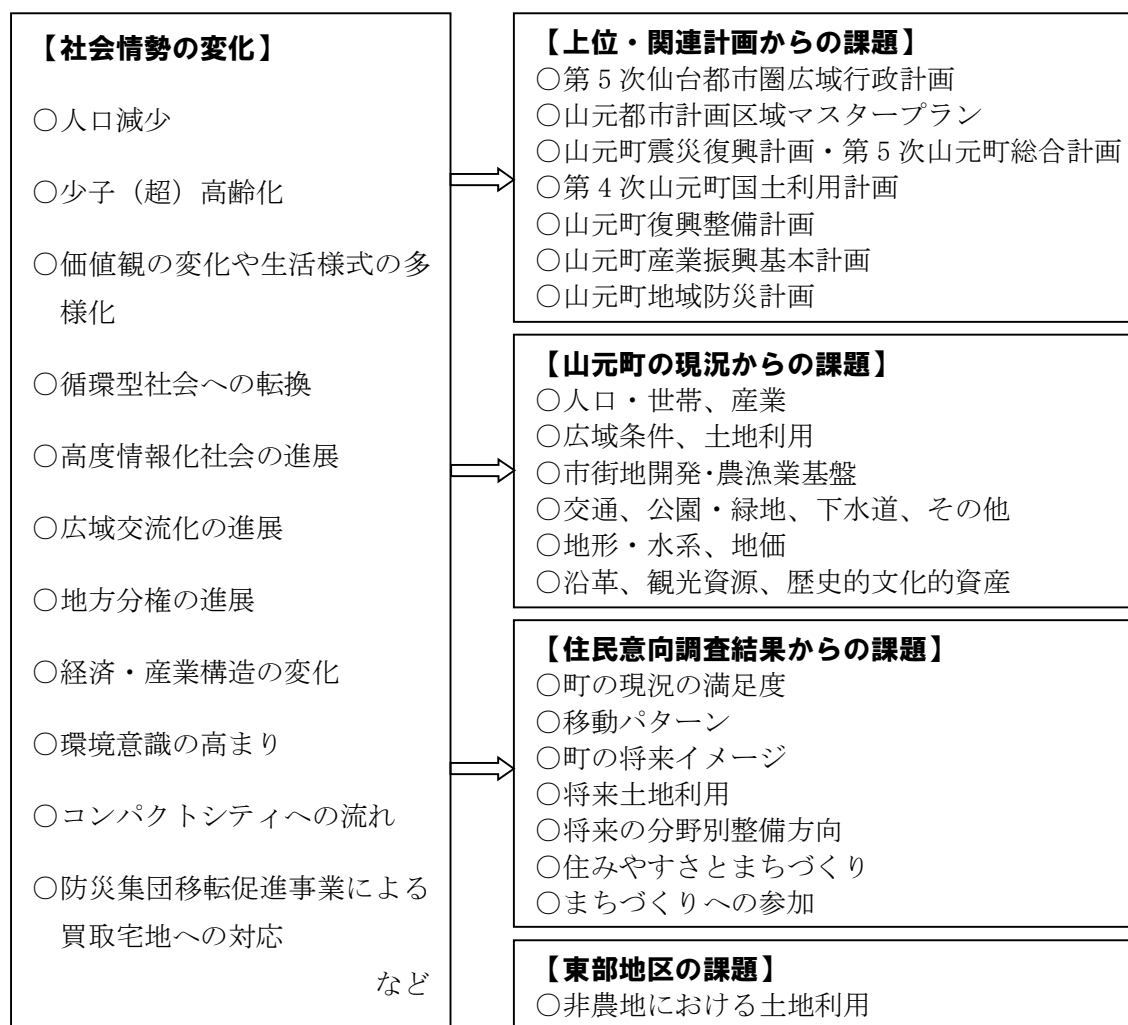 【社会情勢の変化】
○人口減少
○少子（超）高齢化
○価値観の変化や生活様式の多
様化
○循環型社会への転換
○高度情報化社会の進展
○広域交流化の進展
○地方分権の進展
○経済・産業構造の変化
○環境意識の高まり
○コンパクトシティへの流れ
○防災集団移転促進事業による
買取宅地への対応
など
【上位・関連計画からの課題】
○第５次仙台都市圏広域行政計画
○山元都市計画区域マスタープラン
○山元町震災復興計画・第５次山元町総合計画
○第４次山元町国土利用計画
○山元町復興整備計画
○山元町産業振興基本計画
○山元町地域防災計画
【山元町の現況からの課題】
○人口・世帯、産業
○広域条件、土地利用
○市街地開発・農漁業基盤
○交通、公園・緑地、下水道、その他
○地形・水系、地価
○沿革、観光資源、歴史的文化的資産
【住民意向調査結果からの課題】
○町の現況の満足度
○移動パターン
○町の将来イメージ
○将来土地利用
○将来の分野別整備方向
○住みやすさとまちづくり
○まちづくりへの参加
【東部地区の課題】
○非農地における土地利用